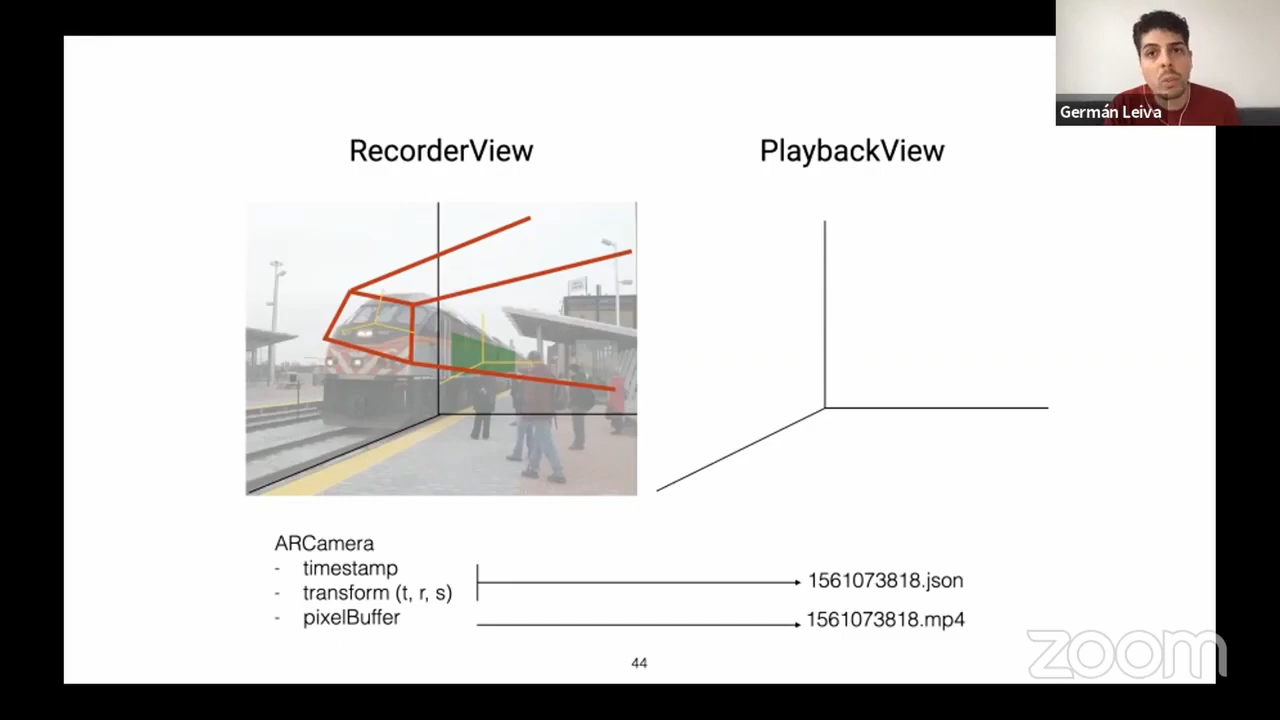 Germán Leiva
RecorderView
PlaybackView
ARCamera
- timestamp
- transform (t, r, s)
- pixelBuffer
1561073818.json
1561073818.mp4
44
zoom